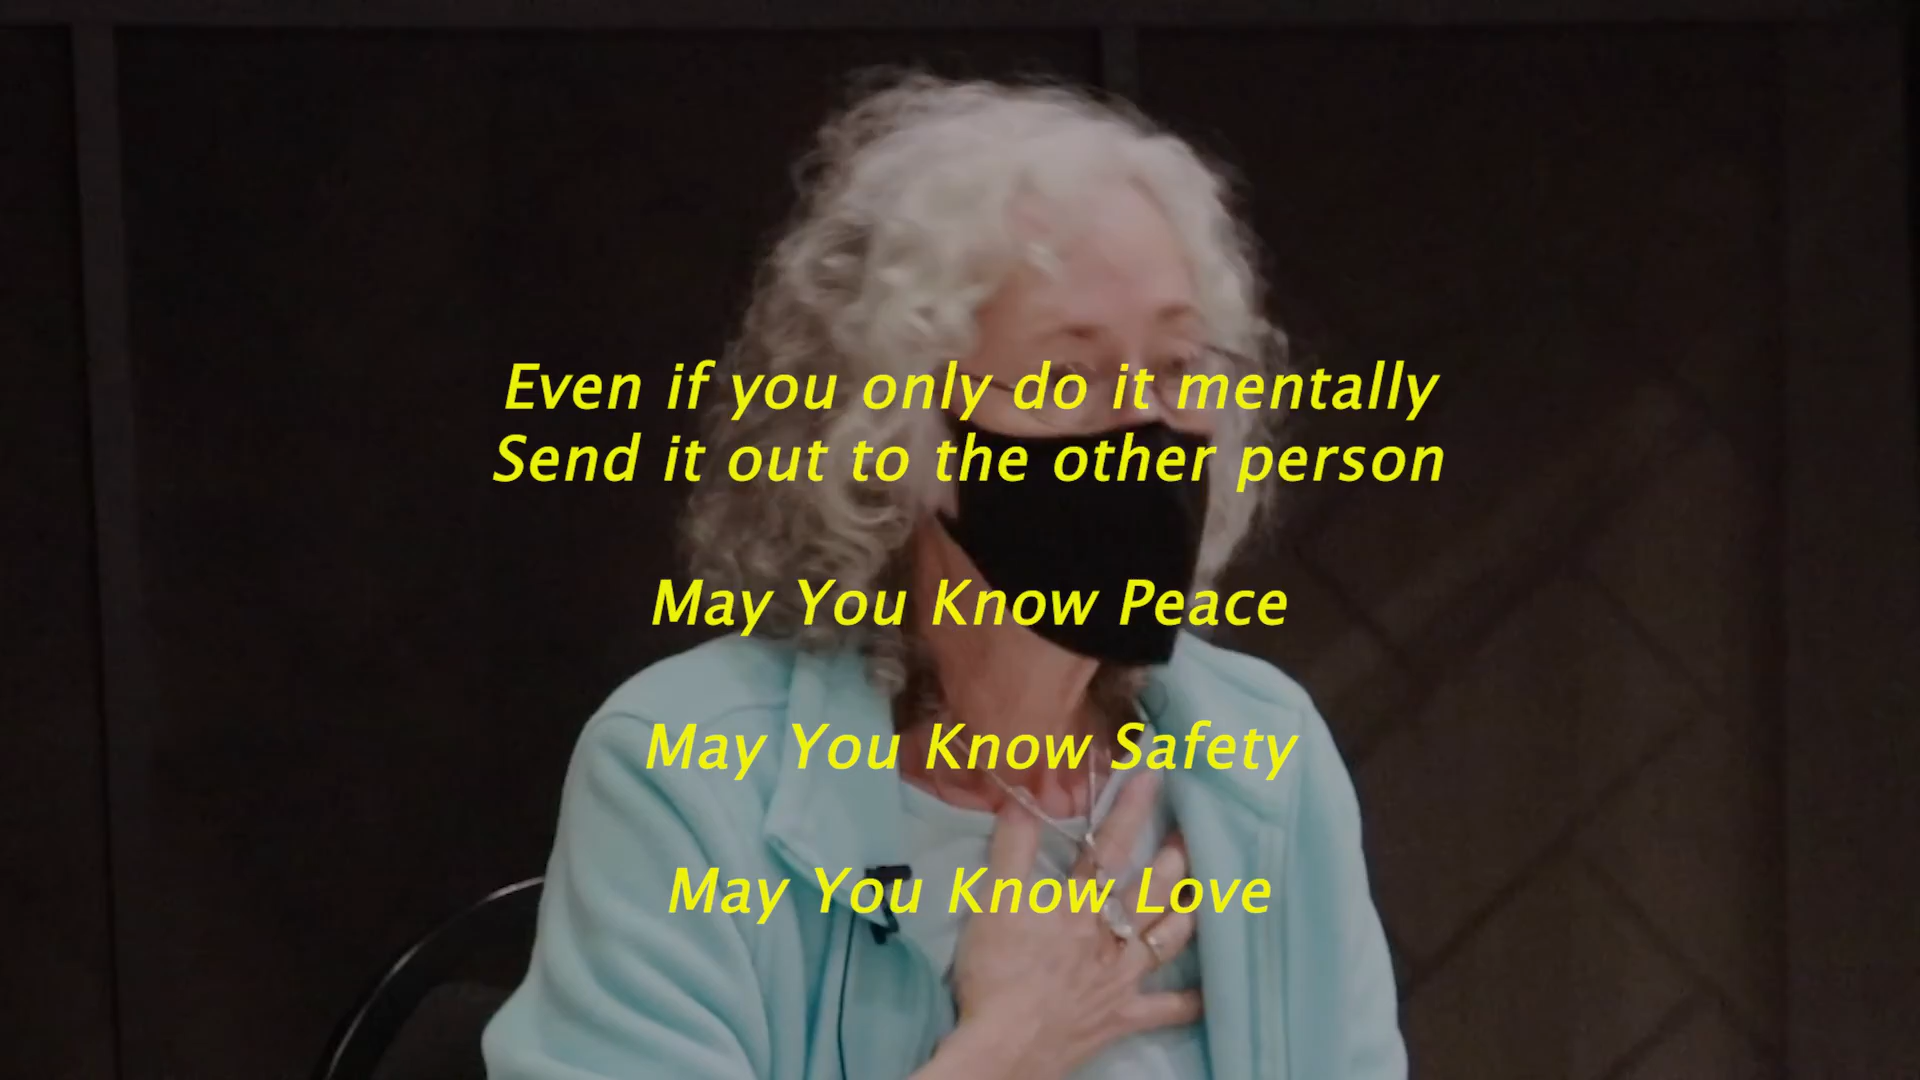 Even if you only do it mentally
Send it out to the other person
May You Know Peace
May You Know Safety
May You Know Love